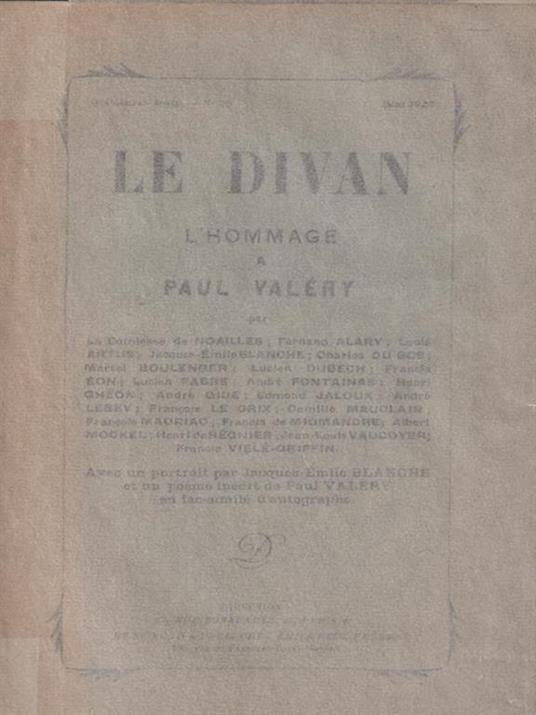 LE DIVAN
L'HOMMAGE
A
PAUL VALÉRY
par
La Comtesse de NOAILLES ; Fernand ALARY ; Louis
ARTUS ; Jacques-Émile BLANCHE ; Charles DU BOS ;
Marcel BOULENGER ; Lucien DUBECH ; Francis
ÉON ; Lucien FABRE ; André FONTAINAS ; Henri
GHÉON ; André GIDE ; Edmond JALOUX ; André
LEBEY ; François LE GRIX ; Camille MAUCLAIR ;
François MAURIAC ; Francis de MIOMANDRE ; Albert
MOCKEL ; Henri de RÉGNIER ; Jean-Louis VAUDOYER ;
Francis VIELÉ-GRIFFIN.
Avec un portrait par Jacques-Émile BLANCHE
et un poème inédit de Paul VALÉRY
en fac-similé d'autographe
D
DIRECTION